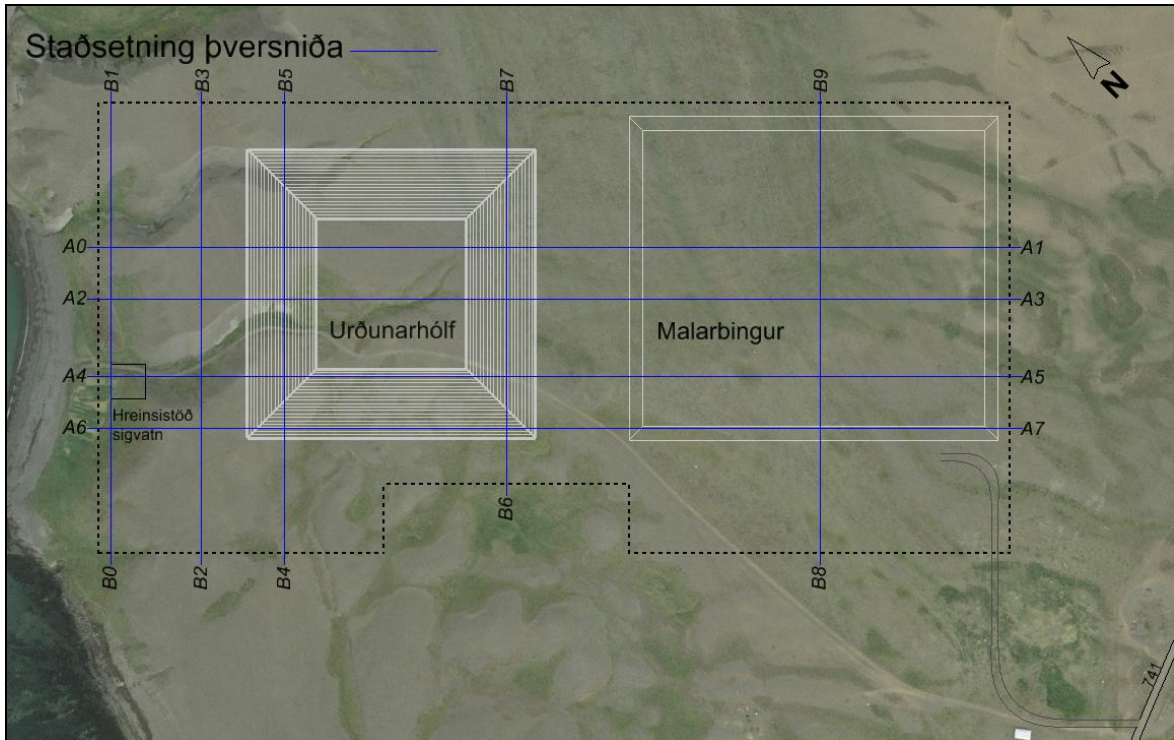 Staðsetning þversniða
B1
B3
B5
B7
B9
N
A0
A1
A2
A3
Urðunarhólf
Malarbingur
A4
A5
Hreinsistöð
sigvatn
A6
A7
B6
B0
B2
B4
B8
741